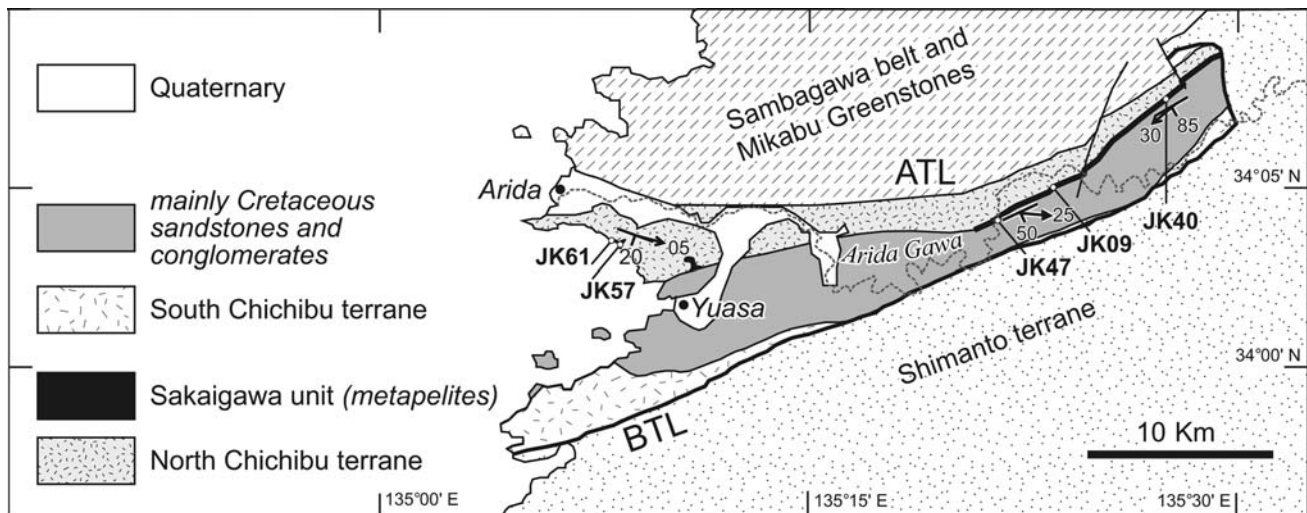 Quaternary
mainly Cretaceous
sandstones and
conglomerates
South Chichibu terrane
Sakaigawa unit (metapelites)
North Chichibu terrane
Sambagawa belt and
Mikabu Greenstones
ATL
Arida
30
85
34°05' N
JK40
25
50
JK09
JK47
Arida Gawa
05
20
JK61
JK57
Yuasa
Shimanto terrane
34°00' N
BTL
10 Km
135°00' E
135°15' E
135°30' E